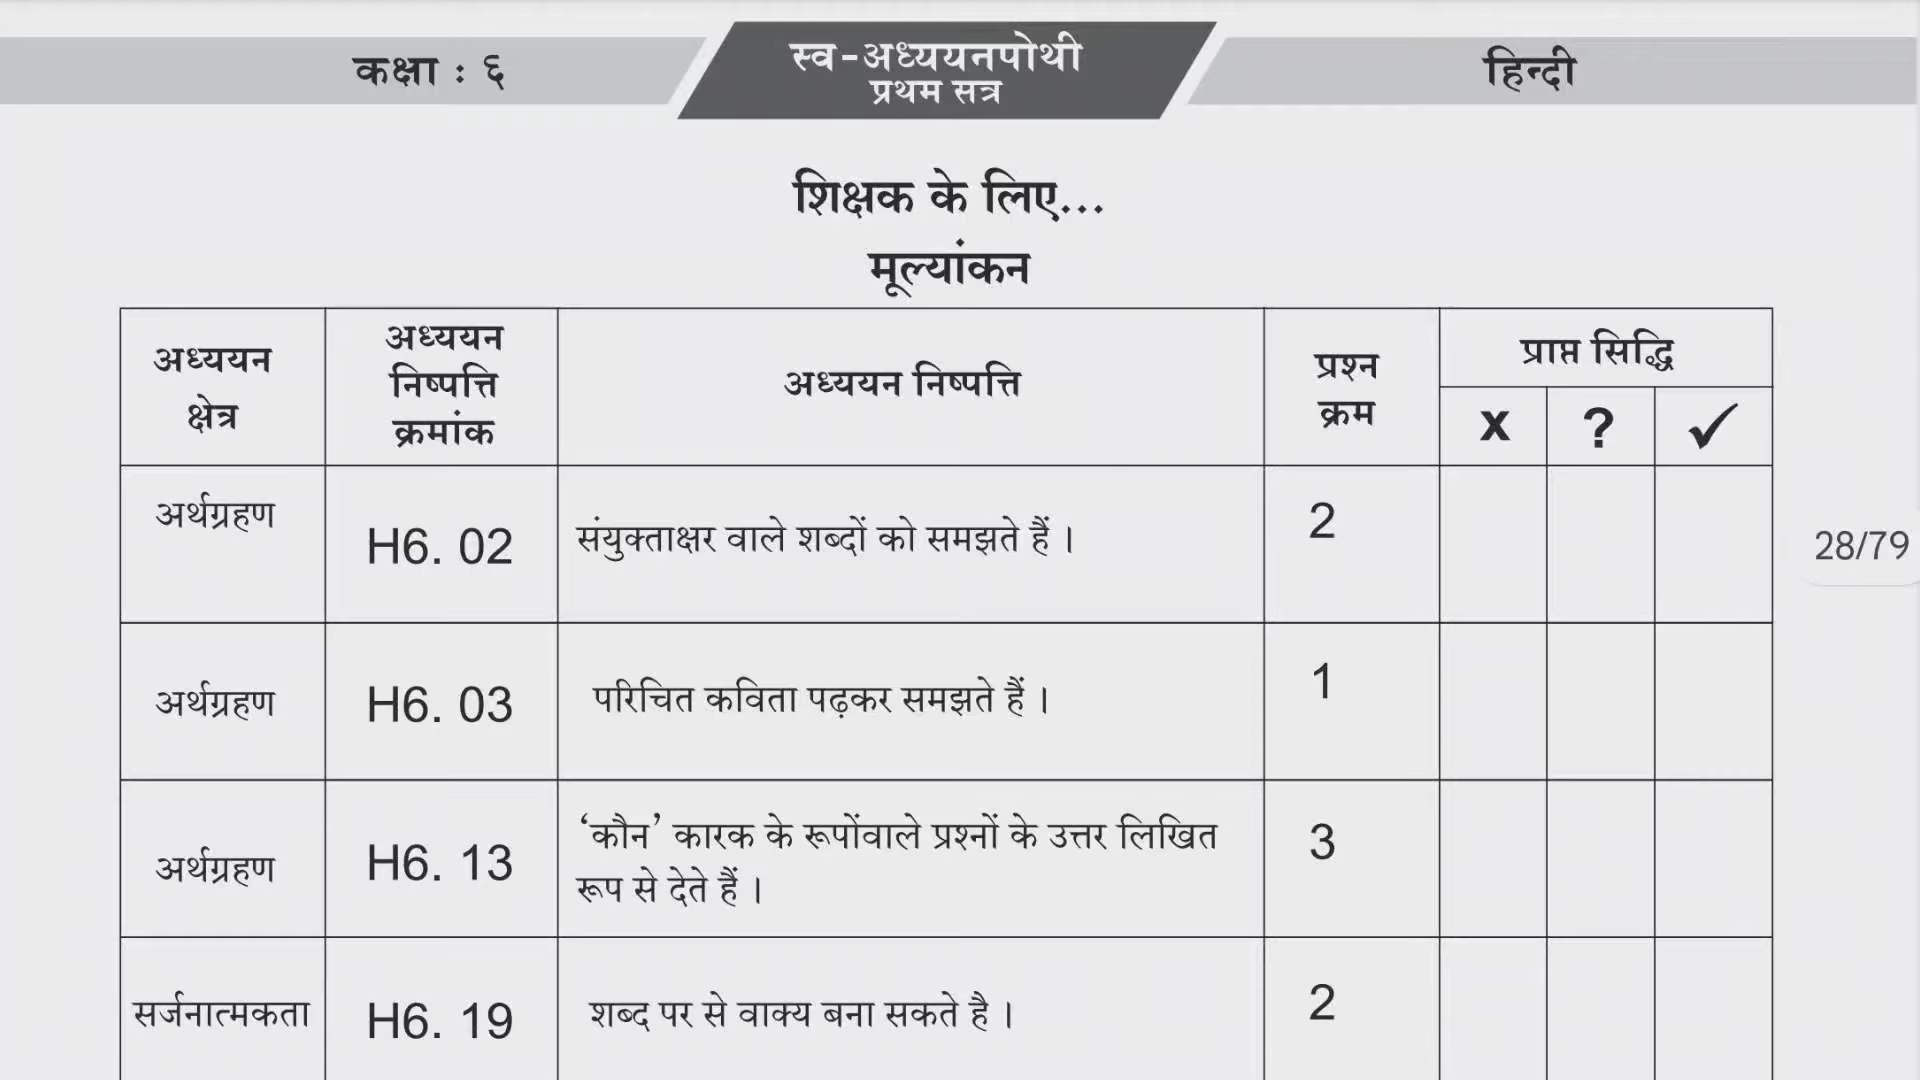 कक्षा : ६
स्व-अध्ययनपोथी
प्रथम सत्र
हिन्दी
शिक्षक के लिए...
मूल्यांकन
अध्ययन
क्षेत्र
अध्ययन
निष्पत्ति
क्रमांक
अध्ययन निष्पत्ति
प्रश्न
क्रम
प्राप्त सिद्धि
x
?
✓
अर्थग्रहण
H6. 02
संयुक्ताक्षर वाले शब्दों को समझते हैं ।
2
28/79
अर्थग्रहण
H6. 03
परिचित कविता पढ़कर समझते हैं ।
1
अर्थग्रहण
H6. 13
‘कौन’ कारक के रूपोंवाले प्रश्नों के उत्तर लिखित
रूप से देते हैं ।
3
सर्जनात्मकता
H6. 19
शब्द पर से वाक्य बना सकते है ।
2